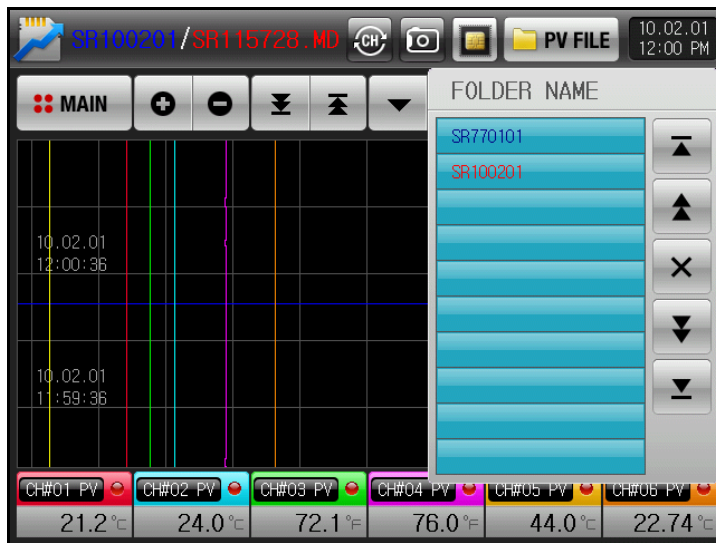 SR100201/SR115728.MD CH PV FILE 10.02.01
12:00 PM
MAIN
FOLDER NAME
SR770101
SR100201
10.02.01
12:00:36
10.02.01
11:59:36
CH#01 PV CH#02 PV CH#03 PV CH#04 PV CH#05 PV CH#06 PV
21.2℃ 24.0℃ 72.1℉ 76.0℉ 44.0℃ 22.74℃